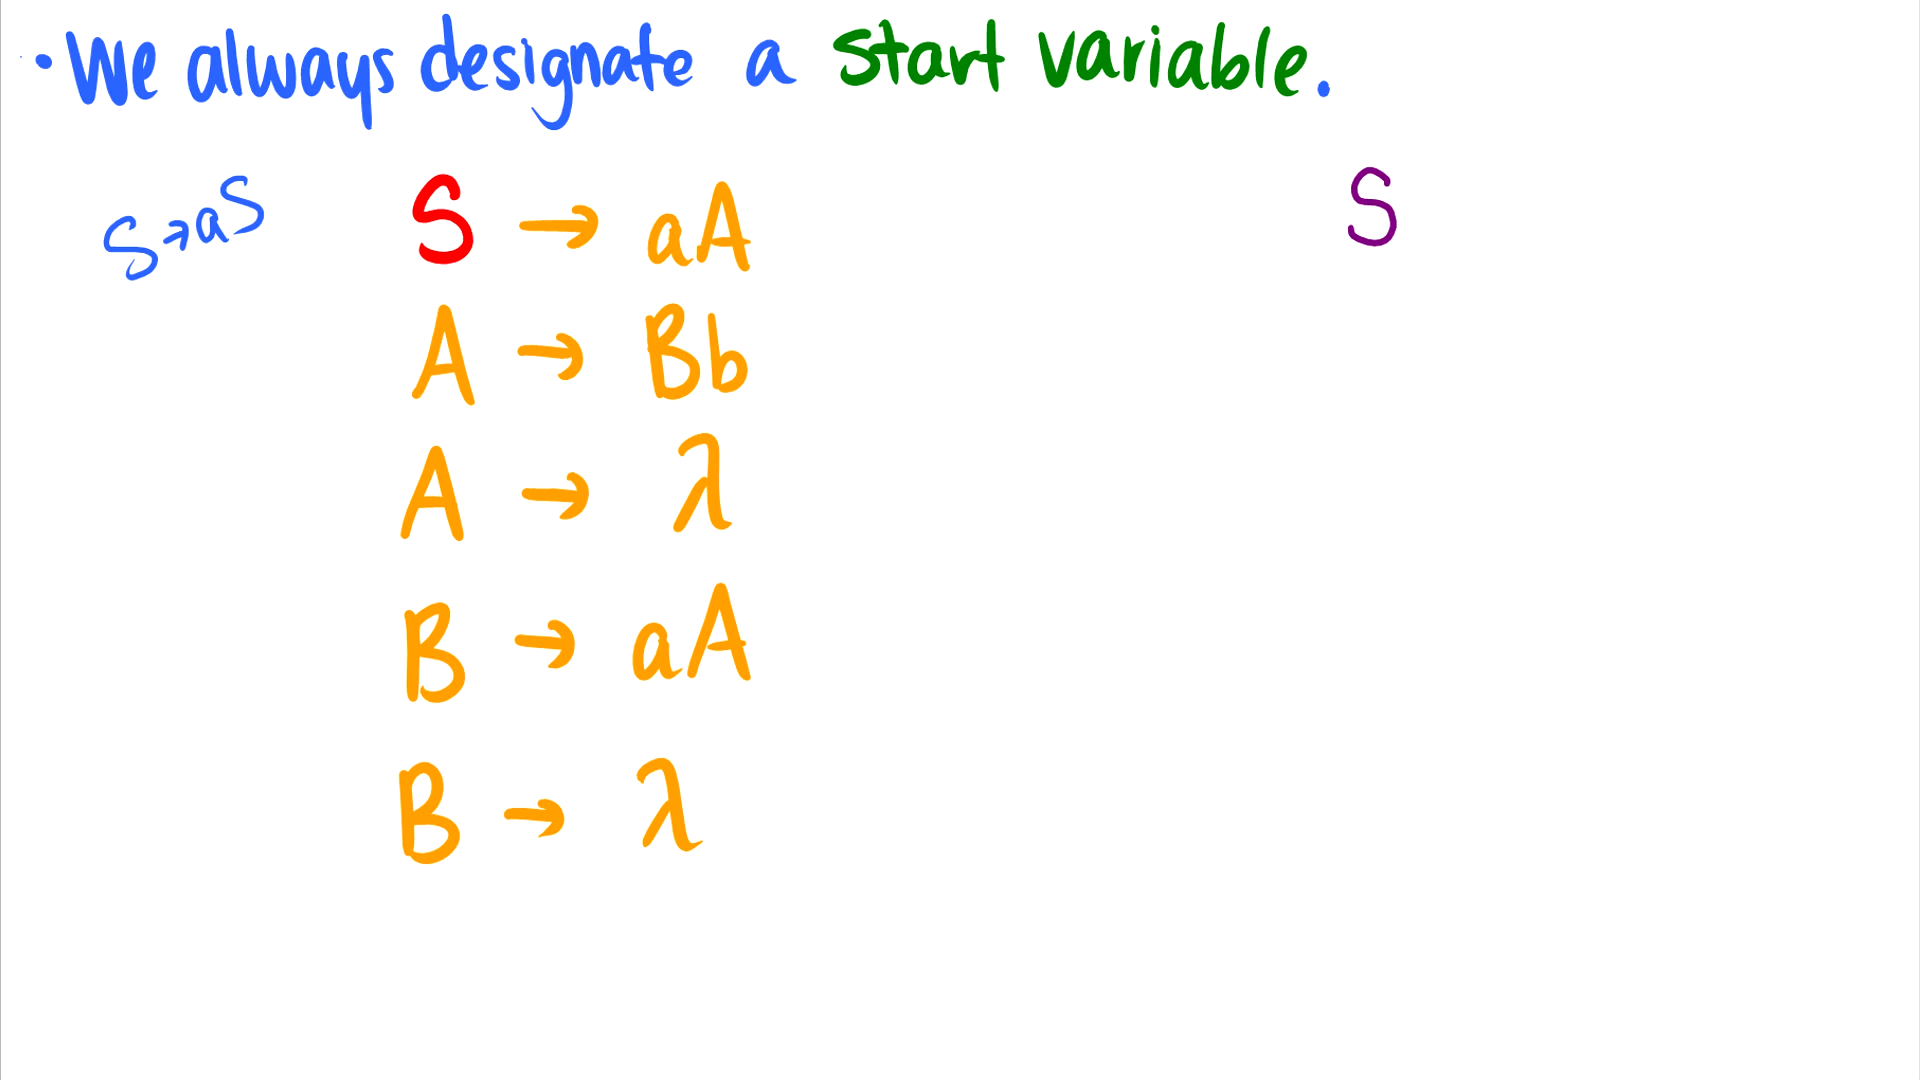 • We always designate a start variable.
S→aS
S → aA
S
A → Bb
A → λ
B → aA
B → λ